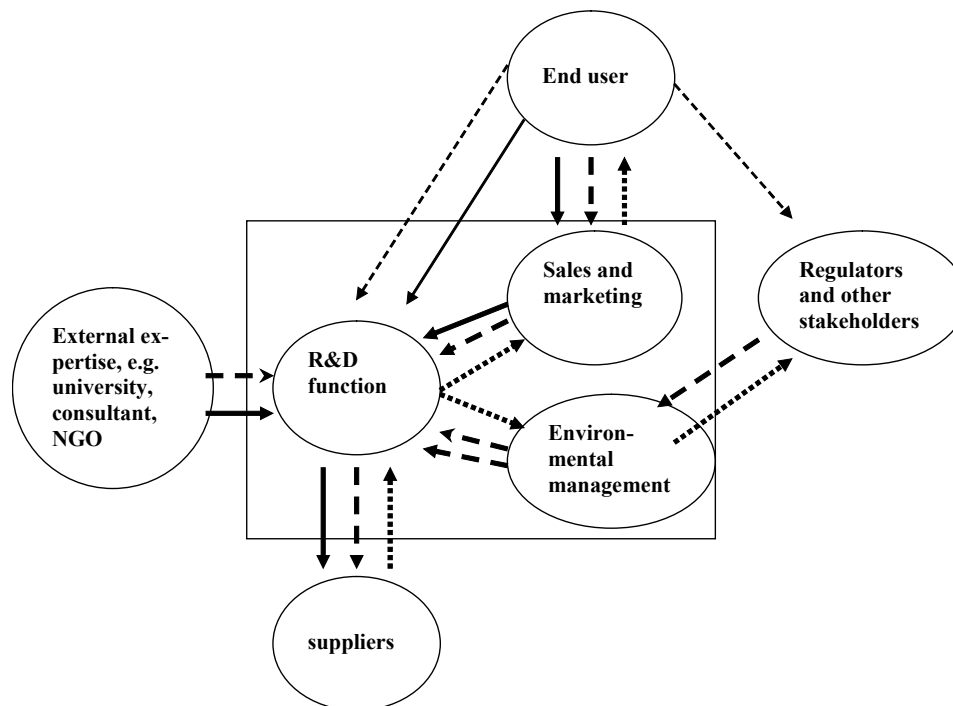 End user
Sales and
marketing
Regulators
and other
stakeholders
External ex-
pertise, e.g.
university,
consultant,
NGO
R&D
function
Environ-
mental
management
suppliers